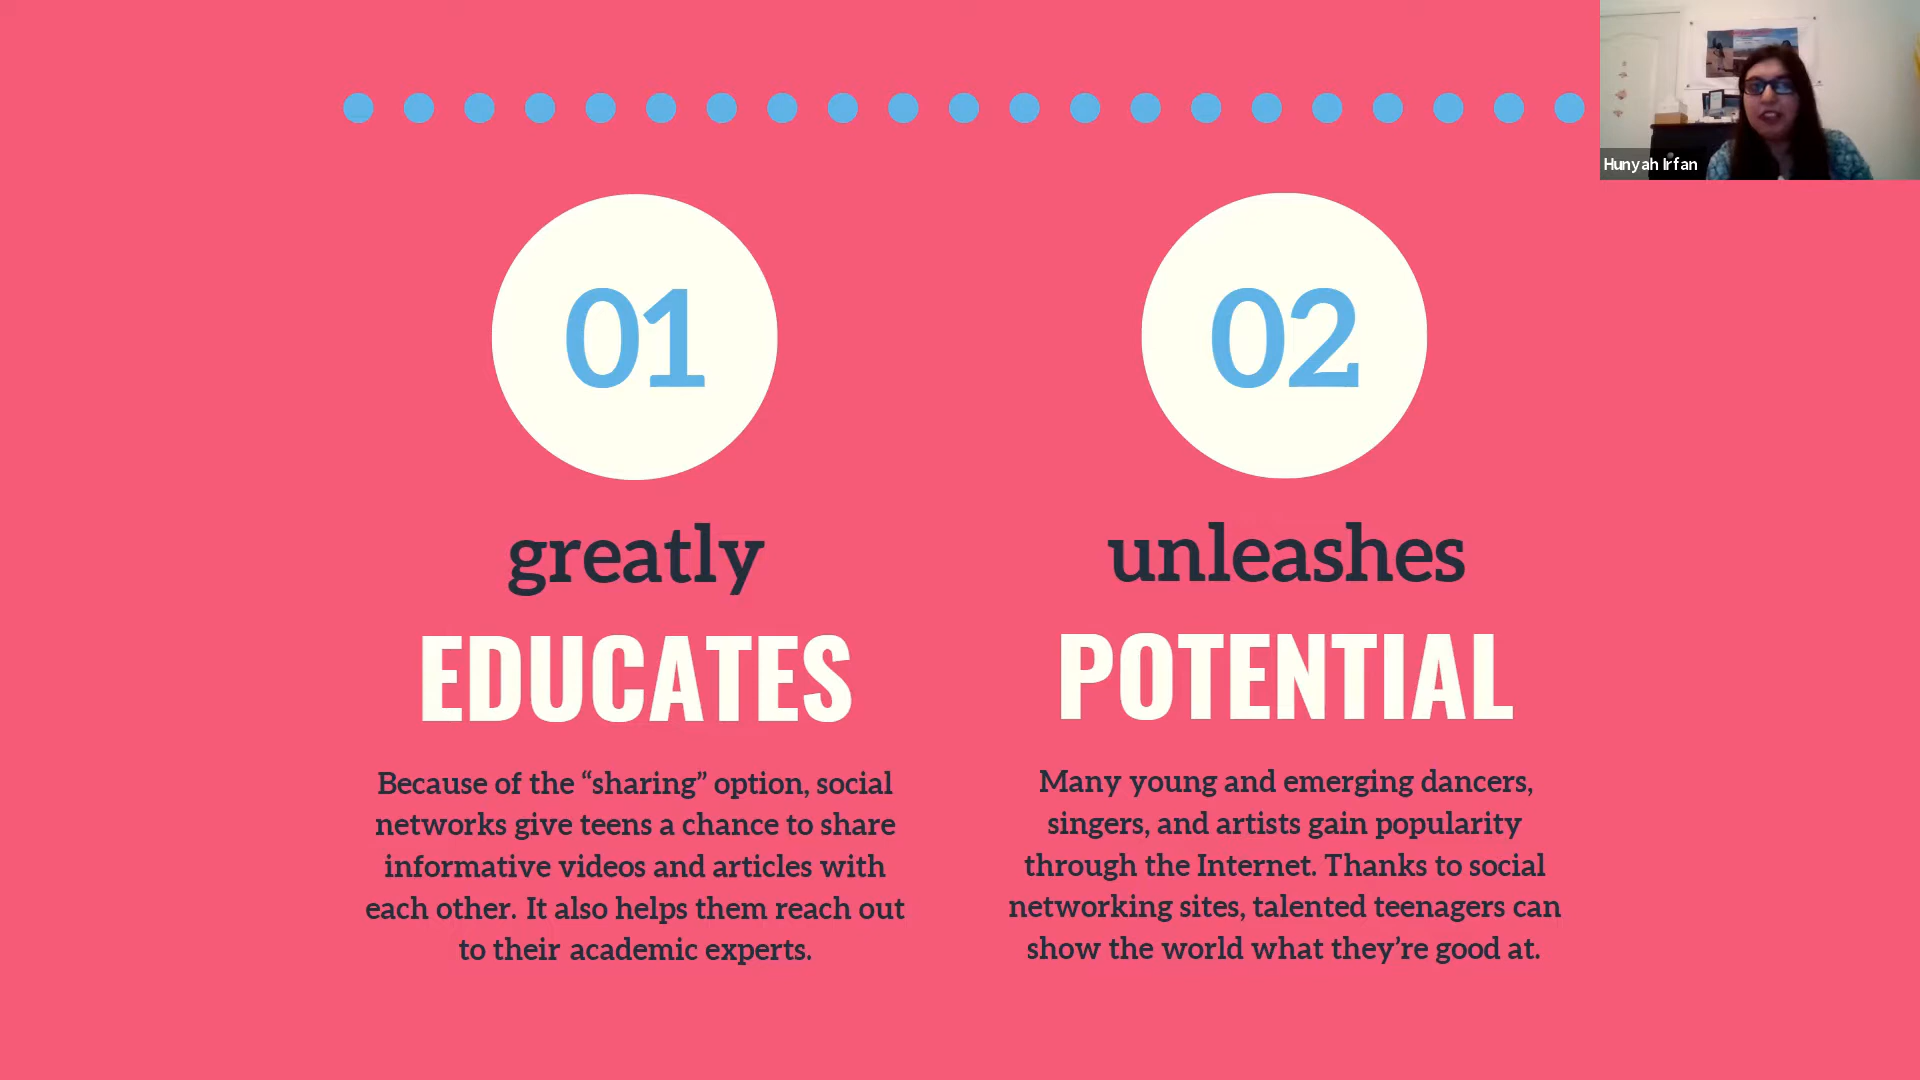 Hunyah Irfan
01
greatly
EDUCATES
Because of the “sharing” option, social
networks give teens a chance to share
informative videos and articles with
each other. It also helps them reach out
to their academic experts.
02
unleashes
POTENTIAL
Many young and emerging dancers,
singers, and artists gain popularity
through the Internet. Thanks to social
networking sites, talented teenagers can
show the world what they’re good at.